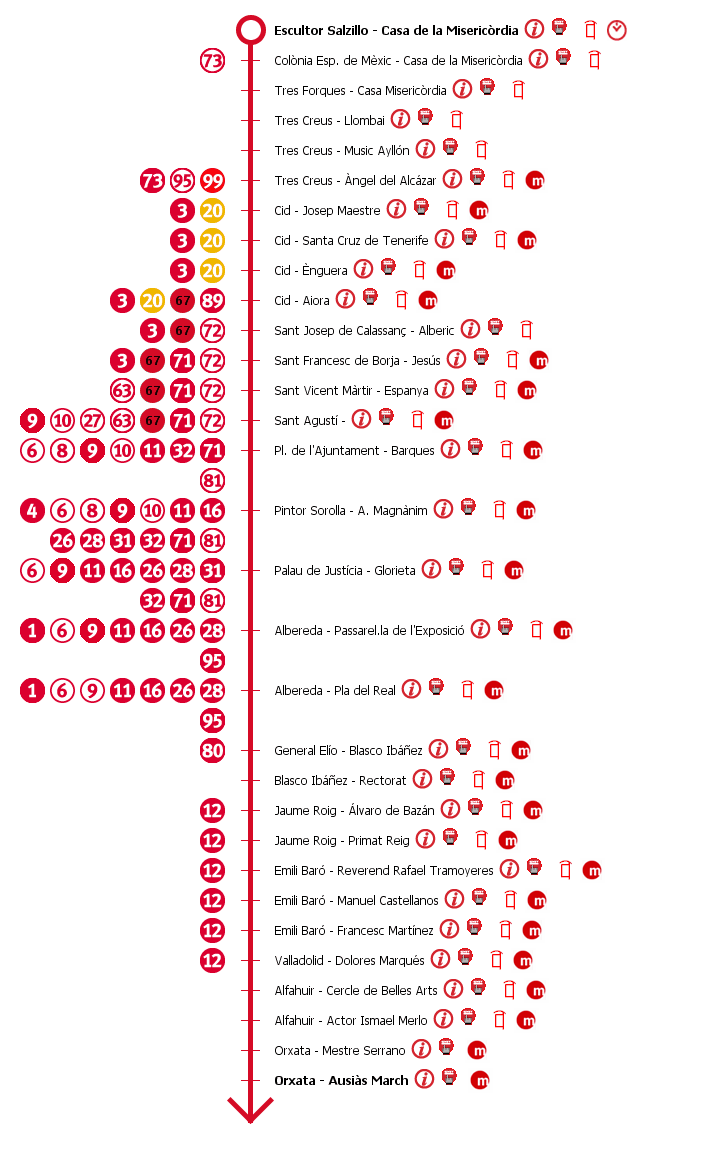 Escultor Salzillo - Casa de la Misericòrdia i
73 Colònia Esp. de Mèxic - Casa de la Misericòrdia i
Tres Forques - Casa Misericòrdia i
Tres Creus - Llombai i
Tres Creus - Music Ayllón i
73 95 99 Tres Creus - Àngel del Alcázar i m
3 20 Cid - Josep Maestre i m
3 20 Cid - Santa Cruz de Tenerife i m
3 20 Cid - Ènguera i m
3 20 67 89 Cid - Aiora i m
3 67 72 Sant Josep de Calassanç - Alberic i
3 67 71 72 Sant Francesc de Borja - Jesús i m
63 67 71 72 Sant Vicent Màrtir - Espanya i m
9 10 27 63 67 71 72 Sant Agustí - i m
6 8 9 10 11 32 71 Pl. de l'Ajuntament - Barques i m
81
4 6 8 9 10 11 16 Pintor Sorolla - A. Magnànim i m
26 28 31 32 71 81
6 9 11 16 26 28 31 Palau de Justícia - Glorieta i m
32 71 81
1 6 9 11 16 26 28 Albereda - Passarel.la de l'Exposició i m
95
1 6 9 11 16 26 28 Albereda - Pla del Real i m
95
80 General Elío - Blasco Ibáñez i m
Blasco Ibáñez - Rectorat i m
12 Jaume Roig - Álvaro de Bazán i m
12 Jaume Roig - Primat Reig i m
12 Emili Baró - Reverend Rafael Tramoyeres i m
12 Emili Baró - Manuel Castellanos i m
12 Emili Baró - Francesc Martínez i m
12 Valladolid - Dolores Marqués i m
Alfahuir - Cercle de Belles Arts i m
Alfahuir - Actor Ismael Merlo i m
Orxata - Mestre Serrano i m
Orxata - Ausiàs March i m